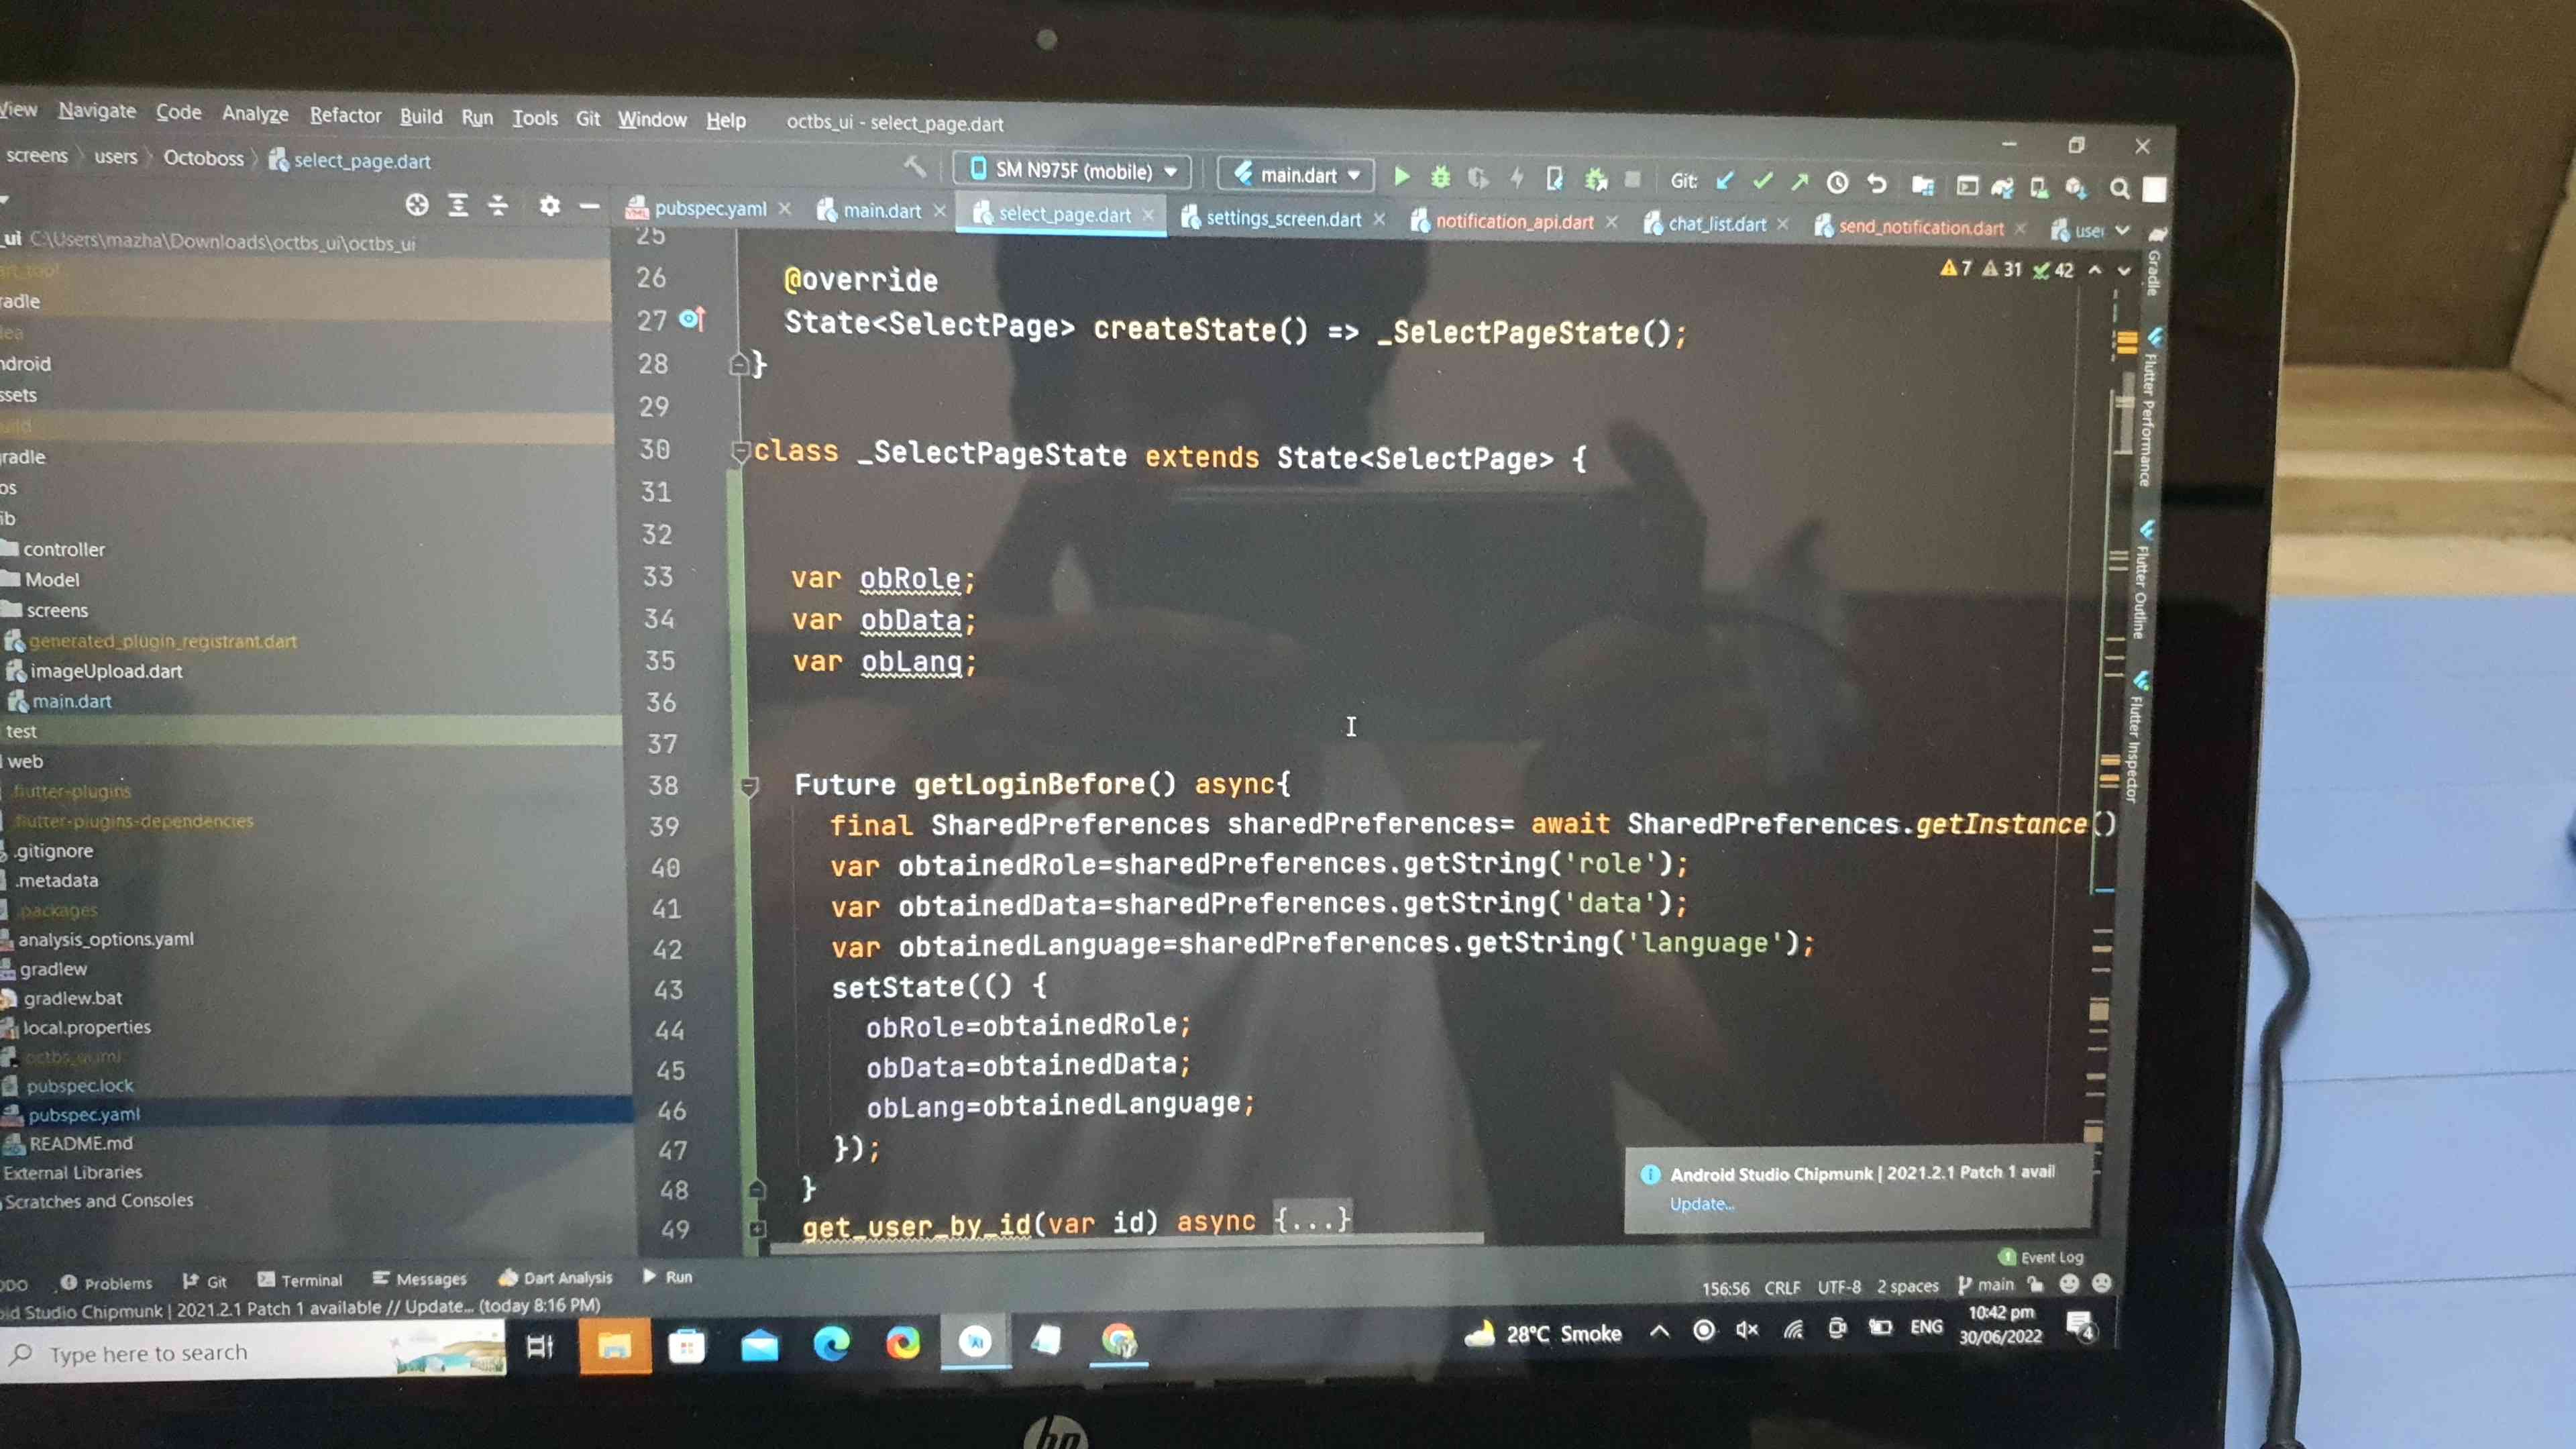 View Navigate Code Analyze Refactor Build Run Tools Git Window Help octbs_ui - select_page.dart
screens users Octoboss select_page.dart
SM N975F (mobile) main.dart Git:
pubspec.yaml main.dart select_page.dart settings_screen.dart notification_api.dart chat_list.dart send_notification.dart user
_ui C:\Users\mazha\Downloads\octbs_ui\octbs_ui
art_tool
radle
dea
ndroid
ssets
uild
gradle
os
ib
controller
Model
screens
generated_plugin_registrant.dart
imageUpload.dart
main.dart
test
web
.flutter-plugins
.flutter-plugins-dependencies
.gitignore
.metadata
.packages
analysis_options.yaml
gradlew
gradlew.bat
local.properties
octbs_ui.iml
pubspec.lock
pubspec.yaml
README.md
External Libraries
Scratches and Consoles
7 31 42
25
26 @override
27 State<SelectPage> createState() => _SelectPageState();
28 }
29
30 class _SelectPageState extends State<SelectPage> {
31
32
33 var obRole;
34 var obData;
35 var obLang;
36
37
38 Future getLoginBefore() async{
39 final SharedPreferences sharedPreferences= await SharedPreferences.getInstance()
40 var obtainedRole=sharedPreferences.getString('role');
41 var obtainedData=sharedPreferences.getString('data');
42 var obtainedLanguage=sharedPreferences.getString('language');
43 setState(() {
44 obRole=obtainedRole;
45 obData=obtainedData;
46 obLang=obtainedLanguage;
47 });
48 }
49 get_user_by_id(var id) async {...}
Gradle
Flutter Performance
Flutter Outline
Flutter Inspector
Android Studio Chipmunk | 2021.2.1 Patch 1 avail
Update...
1 Event Log
ODO Problems Git Terminal Messages Dart Analysis Run
oid Studio Chipmunk | 2021.2.1 Patch 1 available // Update... (today 8:16 PM)
156:56 CRLF UTF-8 2 spaces main
Type here to search
28°C Smoke ENG
10:42 pm
30/06/2022
4
hp